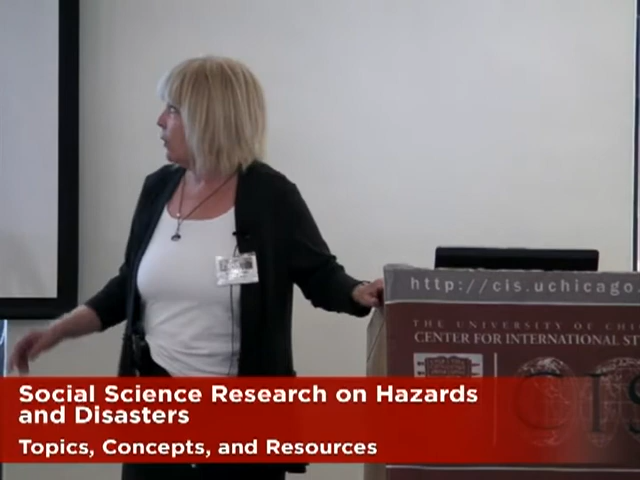 http://cis.uchicago.
THE UNIVERSITY OF CHI
CENTER FOR INTERNATIONAL ST
CIS
Social Science Research on Hazards
and Disasters
Topics, Concepts, and Resources